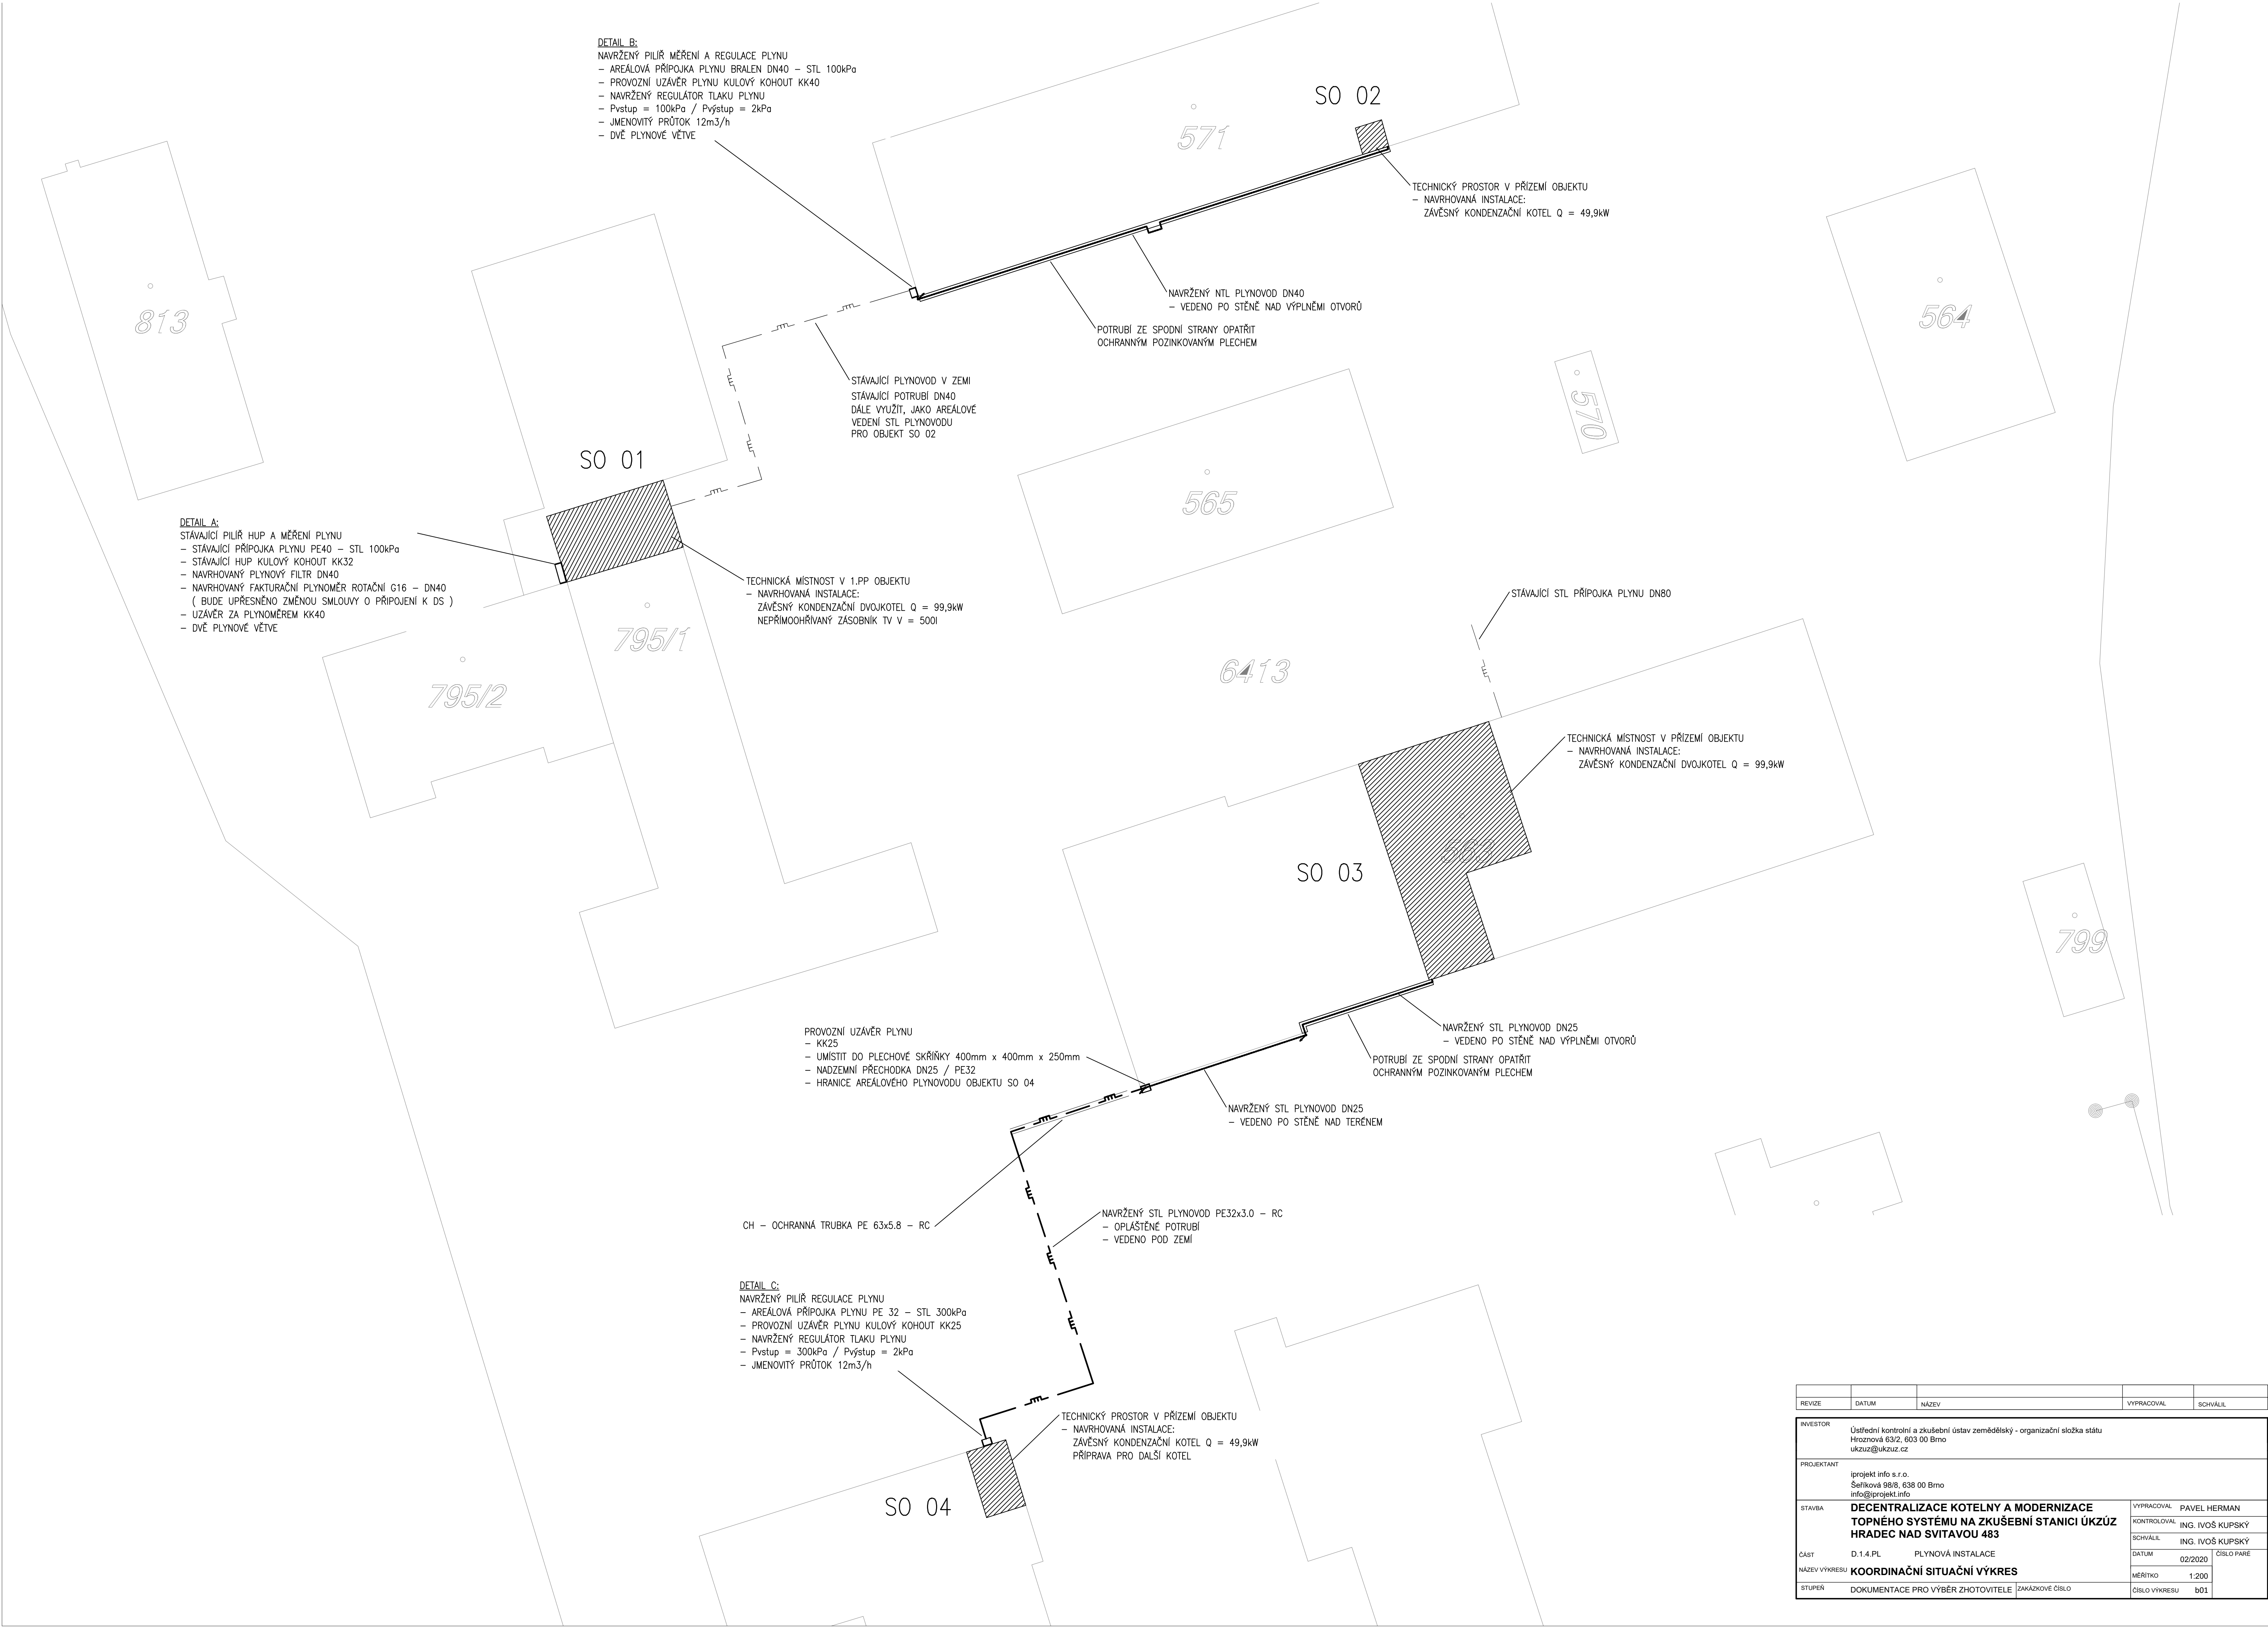 DETAIL B:
NAVRŽENÝ PILÍŘ MĚŘENÍ A REGULACE PLYNU
– AREÁLOVÁ PŘÍPOJKA PLYNU BRALEN DN40 – STL 100kPa
– PROVOZNÍ UZÁVĚR PLYNU KULOVÝ KOHOUT KK40
– NAVRŽENÝ REGULÁTOR TLAKU PLYNU
– Pvstup = 100kPa / Pvýstup = 2kPa
– JMENOVITÝ PRŮTOK 12m3/h
– DVĚ PLYNOVÉ VĚTVE
SO 02
571
TECHNICKÝ PROSTOR V PŘÍZEMÍ OBJEKTU
– NAVRHOVANÁ INSTALACE:
ZÁVĚSNÝ KONDENZAČNÍ KOTEL Q = 49,9kW
NAVRŽENÝ NTL PLYNOVOD DN40
– VEDENO PO STĚNĚ NAD VÝPLNĚMI OTVORŮ
POTRUBÍ ZE SPODNÍ STRANY OPATŘIT
OCHRANNÝM POZINKOVANÝM PLECHEM
813
564
570
STÁVAJÍCÍ PLYNOVOD V ZEMI
STÁVAJÍCÍ POTRUBÍ DN40
DÁLE VYUŽÍT, JAKO AREÁLOVÉ
VEDENÍ STL PLYNOVODU
PRO OBJEKT SO 02
SO 01
565
DETAIL A:
STÁVAJÍCÍ PILÍŘ HUP A MĚŘENÍ PLYNU
– STÁVAJÍCÍ PŘÍPOJKA PLYNU PE40 – STL 100kPa
– STÁVAJÍCÍ HUP KULOVÝ KOHOUT KK32
– NAVRHOVANÝ PLYNOVÝ FILTR DN40
– NAVRHOVANÝ FAKTURAČNÍ PLYNOMĚR ROTAČNÍ G16 – DN40
( BUDE UPŘESNĚNO ZMĚNOU SMLOUVY O PŘIPOJENÍ K DS )
– UZÁVĚR ZA PLYNOMĚREM KK40
– DVĚ PLYNOVÉ VĚTVE
TECHNICKÁ MÍSTNOST V 1.PP OBJEKTU
– NAVRHOVANÁ INSTALACE:
ZÁVĚSNÝ KONDENZAČNÍ DVOJKOTEL Q = 99,9kW
NEPŘÍMOOHŘÍVANÝ ZÁSOBNÍK TV V = 500l
STÁVAJÍCÍ STL PŘÍPOJKA PLYNU DN80
795/1
795/2
6413
TECHNICKÁ MÍSTNOST V PŘÍZEMÍ OBJEKTU
– NAVRHOVANÁ INSTALACE:
ZÁVĚSNÝ KONDENZAČNÍ DVOJKOTEL Q = 99,9kW
SO 03
799
PROVOZNÍ UZÁVĚR PLYNU
– KK25
– UMÍSTIT DO PLECHOVÉ SKŘÍŇKY 400mm x 400mm x 250mm
– NADZEMNÍ PŘECHODKA DN25 / PE32
– HRANICE AREÁLOVÉHO PLYNOVODU OBJEKTU SO 04
NAVRŽENÝ STL PLYNOVOD DN25
– VEDENO PO STĚNĚ NAD VÝPLNĚMI OTVORŮ
POTRUBÍ ZE SPODNÍ STRANY OPATŘIT
OCHRANNÝM POZINKOVANÝM PLECHEM
NAVRŽENÝ STL PLYNOVOD DN25
– VEDENO PO STĚNĚ NAD TERÉNEM
CH – OCHRANNÁ TRUBKA PE 63x5.8 – RC
NAVRŽENÝ STL PLYNOVOD PE32x3.0 – RC
– OPLÁŠTĚNÉ POTRUBÍ
– VEDENO POD ZEMÍ
DETAIL C:
NAVRŽENÝ PILÍŘ REGULACE PLYNU
– AREÁLOVÁ PŘÍPOJKA PLYNU PE 32 – STL 300kPa
– PROVOZNÍ UZÁVĚR PLYNU KULOVÝ KOHOUT KK25
– NAVRŽENÝ REGULÁTOR TLAKU PLYNU
– Pvstup = 300kPa / Pvýstup = 2kPa
– JMENOVITÝ PRŮTOK 12m3/h
TECHNICKÝ PROSTOR V PŘÍZEMÍ OBJEKTU
– NAVRHOVANÁ INSTALACE:
ZÁVĚSNÝ KONDENZAČNÍ KOTEL Q = 49,9kW
PŘÍPRAVA PRO DALŠÍ KOTEL
SO 04
REVIZE DATUM NÁZEV VYPRACOVAL SCHVÁLIL
INVESTOR
Ústřední kontrolní a zkušební ústav zemědělský - organizační složka státu
Hroznová 63/2, 603 00 Brno
ukzuz@ukzuz.cz
PROJEKTANT
iprojekt info s.r.o.
Šeříková 98/8, 638 00 Brno
info@iprojekt.info
STAVBA DECENTRALIZACE KOTELNY A MODERNIZACE
TOPNÉHO SYSTÉMU NA ZKUŠEBNÍ STANICI ÚKZÚZ
HRADEC NAD SVITAVOU 483
VYPRACOVAL PAVEL HERMAN
KONTROLOVAL ING. IVOŠ KUPSKÝ
SCHVÁLIL ING. IVOŠ KUPSKÝ
ČÁST D.1.4.PL PLYNOVÁ INSTALACE
DATUM 02/2020 ČÍSLO PARÉ
NÁZEV VÝKRESU KOORDINAČNÍ SITUAČNÍ VÝKRES
MĚŘÍTKO 1:200
STUPEŇ DOKUMENTACE PRO VÝBĚR ZHOTOVITELE ZAKÁZKOVÉ ČÍSLO
ČÍSLO VÝKRESU b01